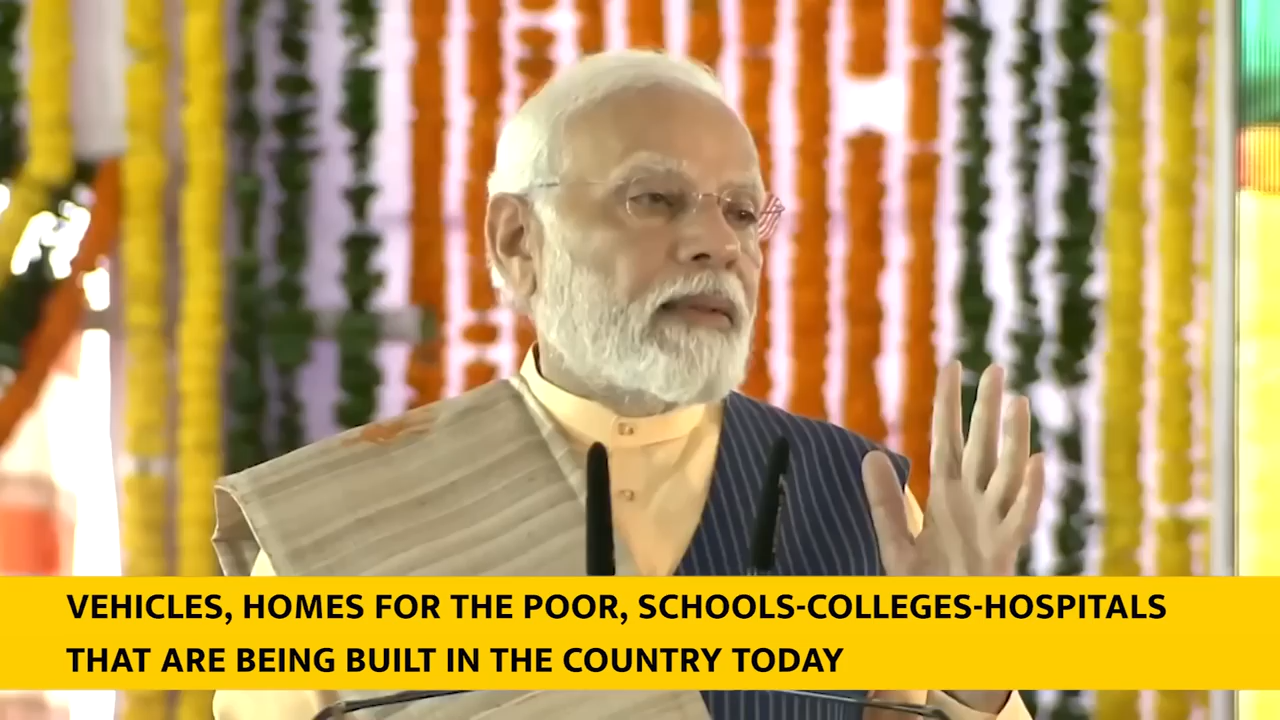 VEHICLES, HOMES FOR THE POOR, SCHOOLS-COLLEGES-HOSPITALS
THAT ARE BEING BUILT IN THE COUNTRY TODAY